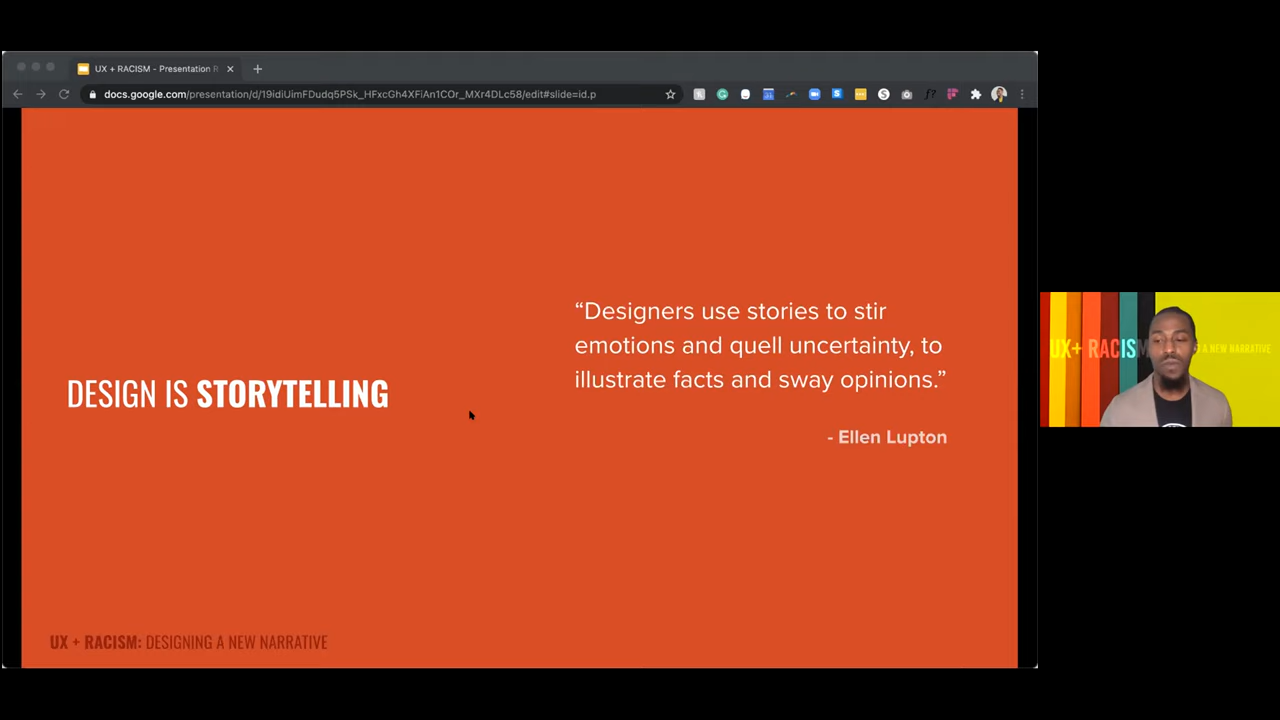 UX + RACISM - Presentation R
docs.google.com/presentation/d/19idiUimFDudq5PSk_HFxcGh4XFiAn1COr_MXr4DLc58/edit#slide=id.p
DESIGN IS STORYTELLING
“Designers use stories to stir
emotions and quell uncertainty, to
illustrate facts and sway opinions.”
- Ellen Lupton
UX + RACISM: DESIGNING A NEW NARRATIVE
UX+ RACISM
A NEW NARRATIVE